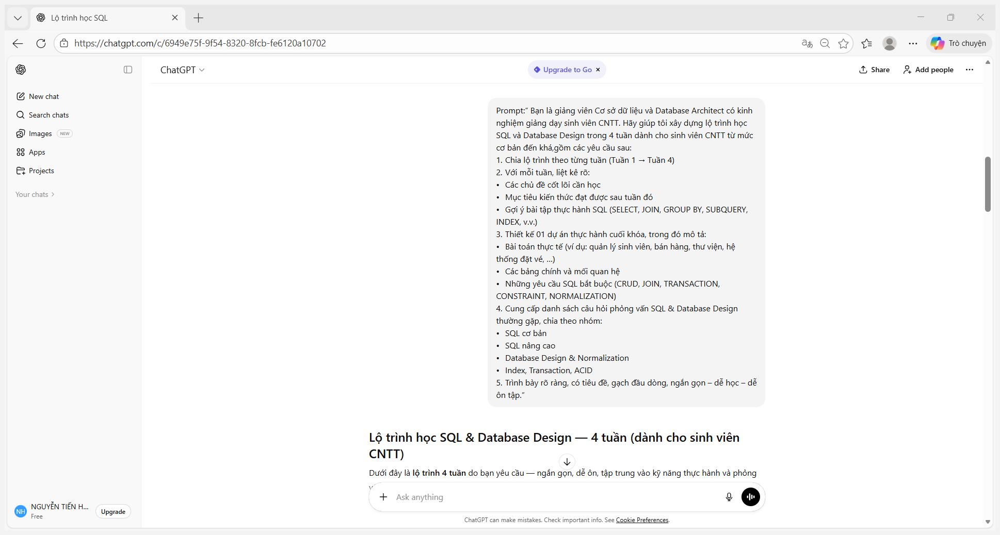 Lộ trình học SQL
https://chatgpt.com/c/6949e75f-9f54-8320-8fcb-fe6120a10702
Trò chuyện
ChatGPT
Upgrade to Go
Share
Add people
New chat
Search chats
Images NEW
Apps
Projects
Your chats
Prompt:" Bạn là giảng viên Cơ sở dữ liệu và Database Architect có kinh
nghiệm giảng dạy sinh viên CNTT. Hãy giúp tôi xây dựng lộ trình học
SQL và Database Design trong 4 tuần dành cho sinh viên CNTT từ mức
cơ bản đến khá,gồm các yêu cầu sau:
1. Chia lộ trình theo từng tuần (Tuần 1 → Tuần 4)
2. Với mỗi tuần, liệt kê rõ:
• Các chủ đề cốt lõi cần học
• Mục tiêu kiến thức đạt được sau tuần đó
• Gợi ý bài tập thực hành SQL (SELECT, JOIN, GROUP BY, SUBQUERY,
INDEX, v.v.)
3. Thiết kế 01 dự án thực hành cuối khóa, trong đó mô tả:
• Bài toán thực tế (ví dụ: quản lý sinh viên, bán hàng, thư viện, hệ
thống đặt vé, ...)
• Các bảng chính và mối quan hệ
• Những yêu cầu SQL bắt buộc (CRUD, JOIN, TRANSACTION,
CONSTRAINT, NORMALIZATION)
4. Cung cấp danh sách câu hỏi phỏng vấn SQL & Database Design
thường gặp, chia theo nhóm:
• SQL cơ bản
• SQL nâng cao
• Database Design & Normalization
• Index, Transaction, ACID
5. Trình bày rõ ràng, có tiêu đề, gạch đầu dòng, ngắn gọn – dễ học – dễ
ôn tập."
Lộ trình học SQL & Database Design — 4 tuần (dành cho sinh viên
CNTT)
Dưới đây là lộ trình 4 tuần do bạn yêu cầu — ngắn gọn, dễ ôn, tập trung vào kỹ năng thực hành và phỏng
Ask anything
ChatGPT can make mistakes. Check important info. See Cookie Preferences.
NH
NGUYỄN TIẾN H...
Free
Upgrade